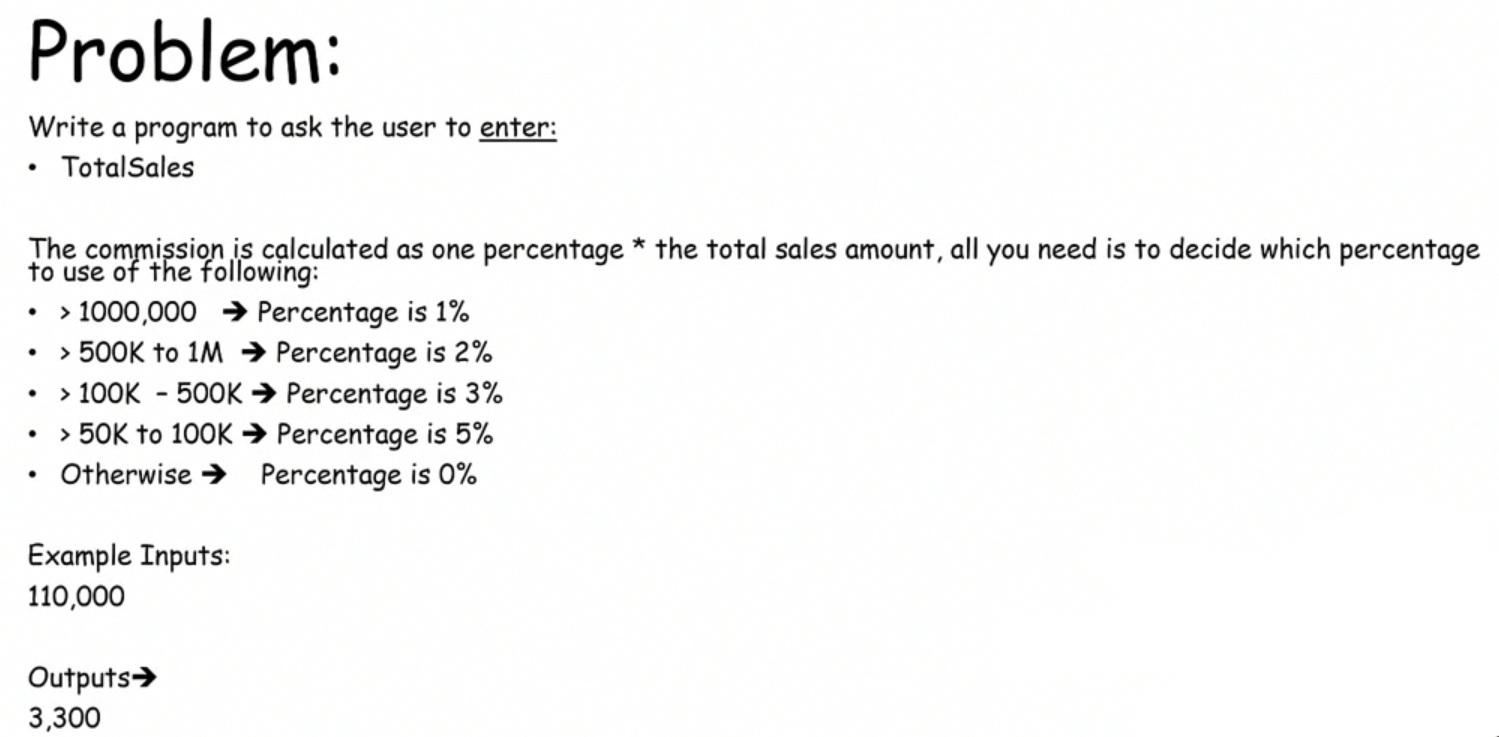 Problem:
Write a program to ask the user to enter:
• TotalSales
The commission is calculated as one percentage * the total sales amount, all you need is to decide which percentage
to use of the following:
• > 1000,000 ➔ Percentage is 1%
• > 500K to 1M ➔ Percentage is 2%
• > 100K - 500K ➔ Percentage is 3%
• > 50K to 100K ➔ Percentage is 5%
• Otherwise ➔ Percentage is 0%
Example Inputs:
110,000
Outputs➔
3,300